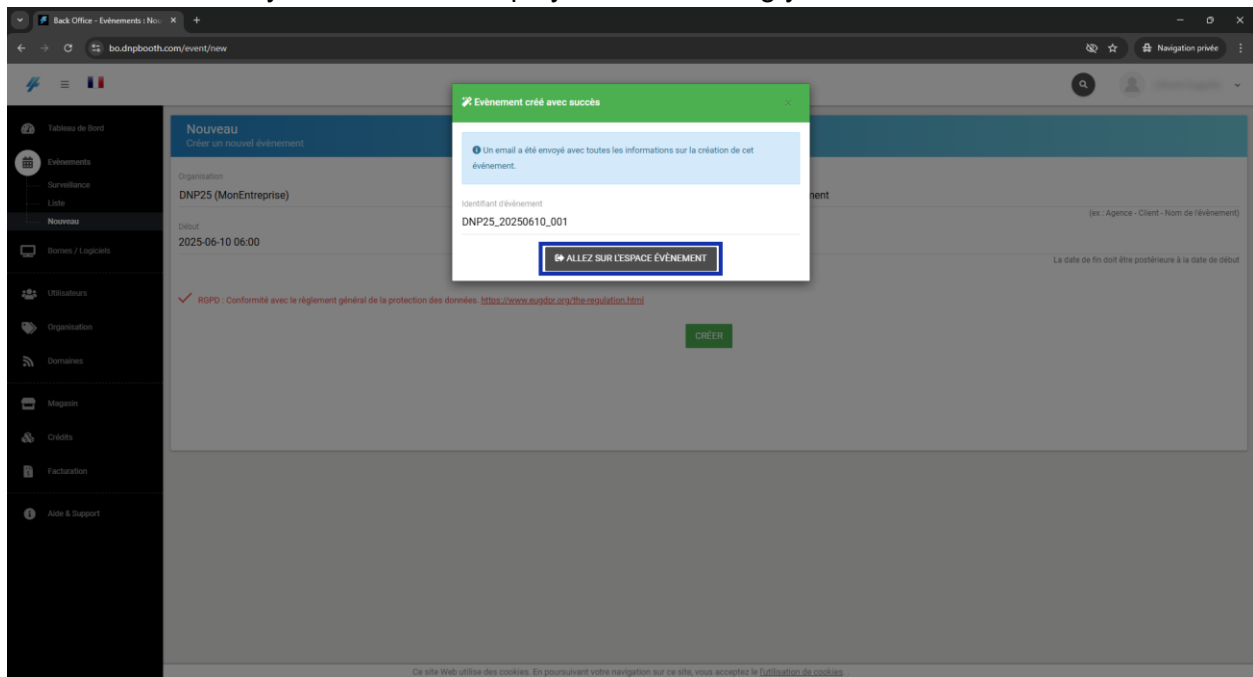 Back Office - Evènements : Nou
bo.dnpbooth.com/event/new
Navigation privée
Tableau de Bord
Evènements
Surveillance
Liste
Nouveau
Bornes / Logiciels
Utilisateurs
Organisation
Domaines
Magasin
Crédits
Facturation
Aide & Support
Nouveau
Créer un nouvel évènement
Organisation
DNP25 (MonEntreprise)
(ex : Agence - Client - Nom de l'évènement)
Début
2025-06-10 06:00
La date de fin doit être postérieure à la date de début
RGPD : Conformité avec le règlement général de la protection des données. https://www.eugdpr.org/the-regulation.html
CRÉER
Evènement créé avec succès
×
Un email a été envoyé avec toutes les informations sur la création de cet
événement.
Identifiant d'évènement
DNP25_20250610_001
ALLEZ SUR L'ESPACE ÉVÈNEMENT
Ce site Web utilise des cookies. En poursuivant votre navigation sur ce site, vous acceptez le l'utilisation de cookies...